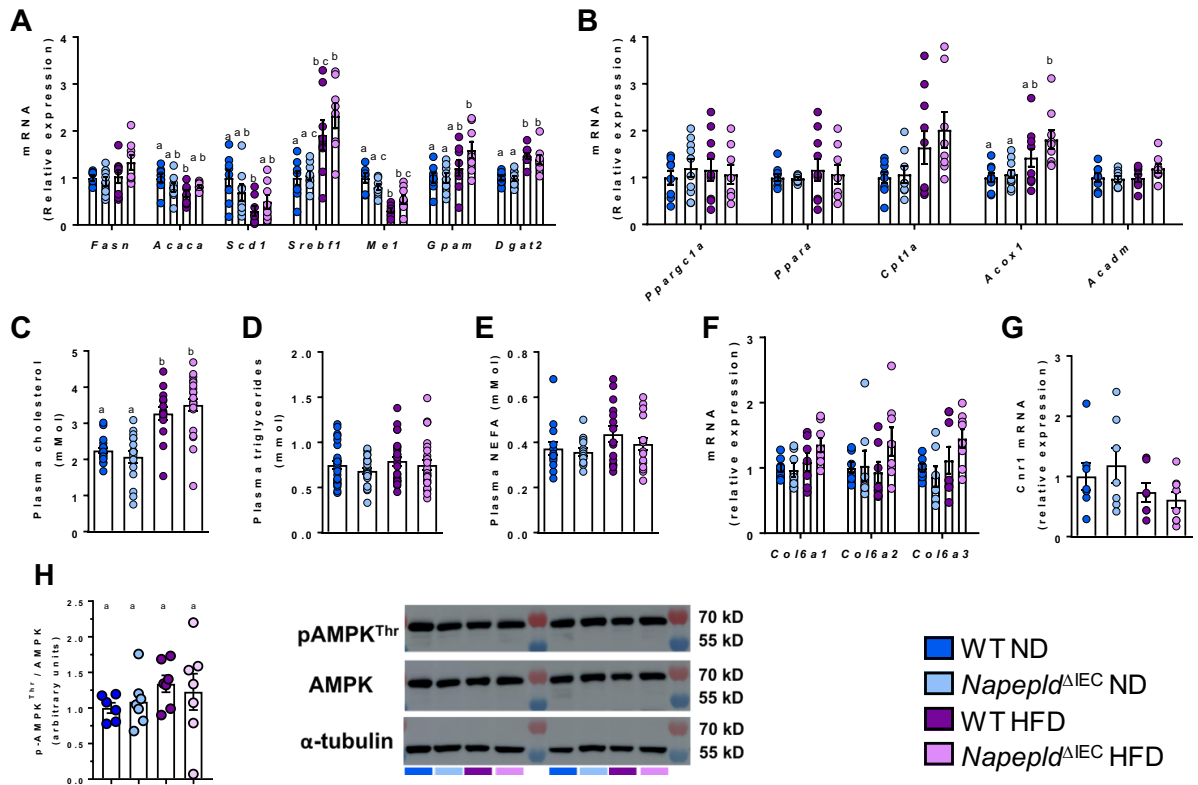 A
mRNA
(Relative expression)
4
3
2
1
0
a
a b
b
a b
a
a b
b
a b
a
a c
b c
b
a
a c
b
b c
a
a
a b
b
a
a
b
b
Fasn
Acaca
Scd1
Srebf1
Me1
Gpam
Dgat2
B
mRNA
(Relative expression)
4
3
2
1
0
a
a
a b
b
Ppargc1a
Ppara
Cpt1a
Acox1
Acadm
C
Plasma cholesterol
(mMol)
5
4
3
2
1
0
a
a
b
b
D
Plasma triglycerides
(mmol)
2.0
1.5
1.0
0.5
0.0
E
Plasma NEFA (mMol)
0.8
0.6
0.4
0.2
0.0
F
mRNA
(relative expression)
3
2
1
0
Col6a1
Col6a2
Col6a3
G
Cnr1 mRNA
(relative expression)
3
2
1
0
H
p-AMPK Thr / AMPK
(arbitrary units)
2.5
2.0
1.5
1.0
0.5
0.0
a
a
a
a
pAMPKThr
70 kD
55 kD
AMPK
70 kD
55 kD
α-tubulin
70 kD
55 kD
WT ND
NapepldΔIEC ND
WT HFD
NapepldΔIEC HFD